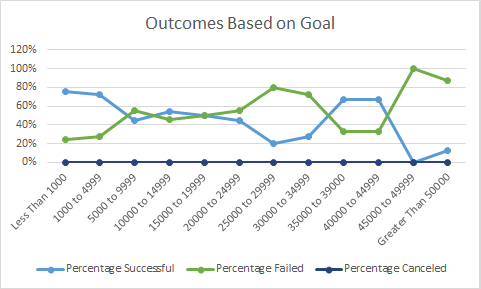 Outcomes Based on Goal
120%
100%
80%
60%
40%
20%
0%
Less Than 1000
1000 to 4999
5000 to 9999
10000 to 14999
15000 to 19999
20000 to 24999
25000 to 29999
30000 to 34999
35000 to 39000
40000 to 44999
45000 to 49999
Greater Than 50000
Percentage Successful
Percentage Failed
Percentage Canceled